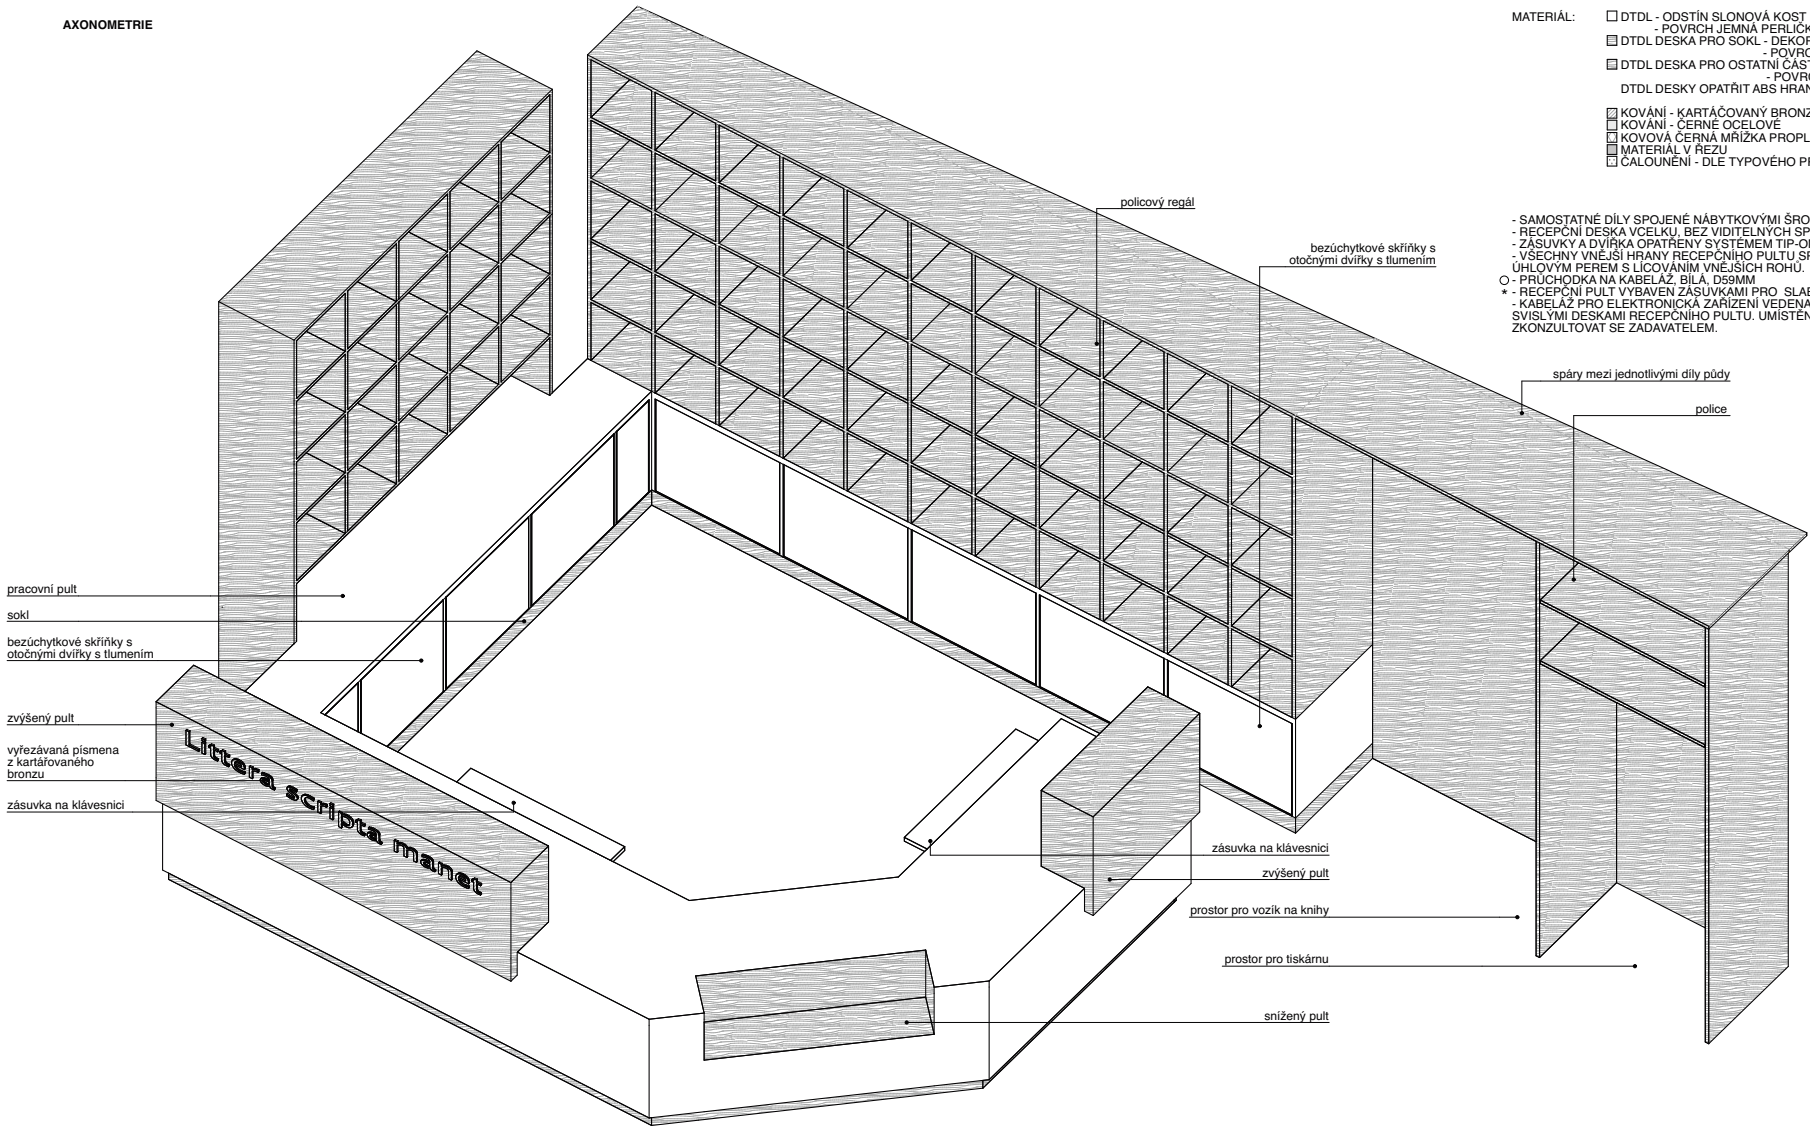 AXONOMETRIE
MATERIÁL:
DTDL - ODSTÍN SLONOVÁ KOST
- POVRCH JEMNÁ PERLIČK
DTDL DESKA PRO SOKL - DEKOR
- POVRC
DTDL DESKA PRO OSTATNÍ ČÁST
- POVRC
DTDL DESKY OPATŘIT ABS HRAN
KOVÁNÍ - KARTÁČOVANÝ BRONZ
KOVÁNÍ - ČERNÉ OCELOVÉ
KOVOVÁ ČERNÁ MŘÍŽKA PROPL
MATERIÁL V ŘEZU
ČALOUNĚNÍ - DLE TYPOVÉHO
- SAMOSTATNÉ DÍLY SPOJENÉ NÁBYTKOVÝMI ŠRO
- RECEPČNÍ DESKA VCELKU, BEZ VIDITELNÝCH SP
- ZÁSUVKY A DVÍŘKA OPATŘENY SYSTÉMEM TIP-O
- VŠECHNY VNĚJŠÍ HRANY RECEPČNÍHO PULTU
ÚHLOVÝM PEREM S LÍCOVÁNÍM VNĚJŠÍCH ROHŮ.
- PRŮCHODKA NA KABELÁŽ, BÍLÁ, D59MM
* - RECEPČNÍ PULT VYBAVEN ZÁSUVKAMI PRO SLAB
- KABELÁŽ PRO ELEKTRONICKÁ ZAŘÍZENÍ VEDENA
SVISLÝMI DESKAMI RECEPČNÍHO PULTU. UMÍSTĚN
ZKONZULTOVAT SE ZADAVATELEM.
policový regál
bezúchytkové skříňky s
otočnými dvířky s tlumením
spáry mezi jednotlivými díly půdy
police
pracovní pult
sokl
bezúchytkové skříňky s
otočnými dvířky s tlumením
zvýšený pult
vyřezávaná písmena
z kartářovaného
bronzu
zásuvka na klávesnici
Littera scripta manet
zásuvka na klávesnici
zvýšený pult
prostor pro vozík na knihy
prostor pro tiskárnu
snížený pult